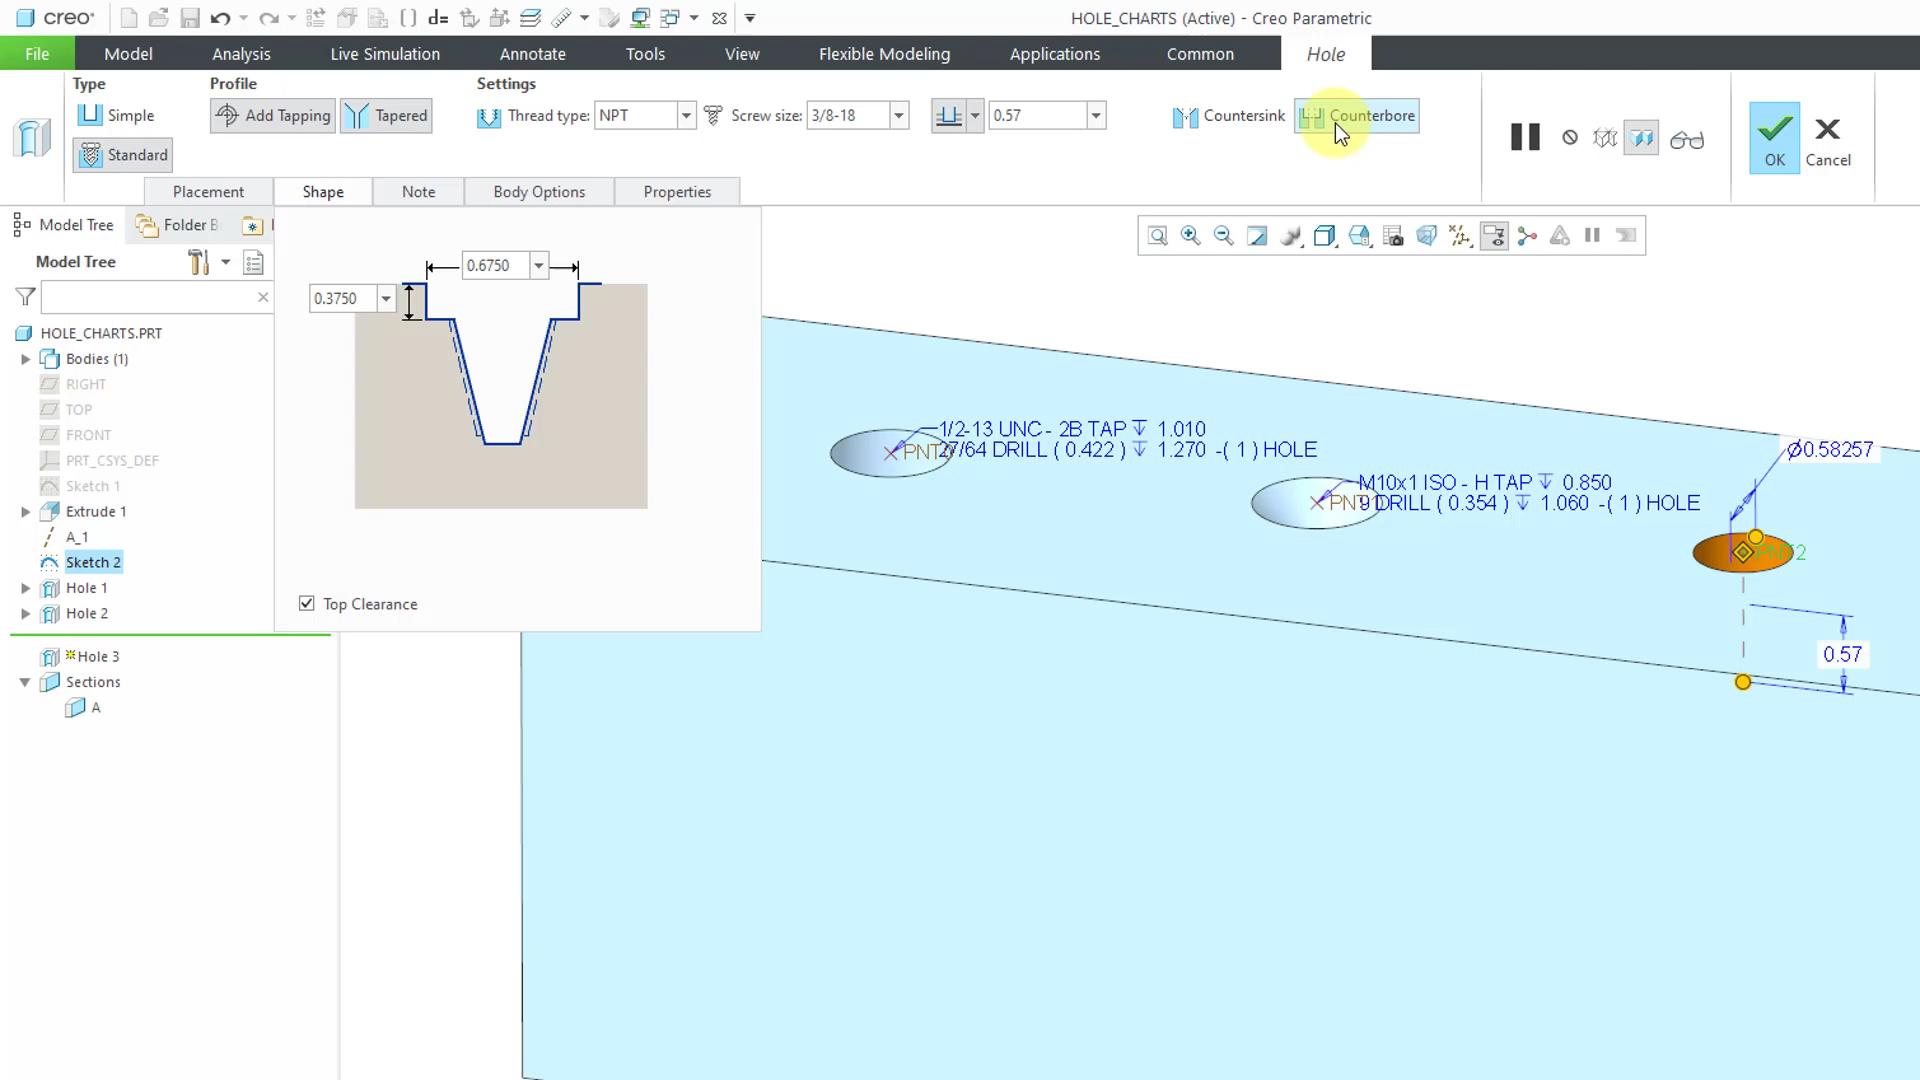 creo
HOLE_CHARTS (Active) - Creo Parametric
File
Model
Analysis
Live Simulation
Annotate
Tools
View
Flexible Modeling
Applications
Common
Hole
Type
Profile
Settings
Simple
Add Tapping
Tapered
Thread type:
NPT
Screw size:
3/8-18
0.57
Countersink
Counterbore
Standard
OK
Cancel
Placement
Shape
Note
Body Options
Properties
Model Tree
Folder B
Model Tree
0.6750
0.3750
Top Clearance
HOLE_CHARTS.PRT
Bodies (1)
RIGHT
TOP
FRONT
PRT_CSYS_DEF
Sketch 1
Extrude 1
A_1
Sketch 2
Hole 1
Hole 2
Hole 3
Sections
A
1/2-13 UNC - 2B TAP ↧ 1.010
27/64 DRILL ( 0.422 ) ↧ 1.270 -( 1 ) HOLE
M10x1 ISO - H TAP ↧ 0.850
9 DRILL ( 0.354 ) ↧ 1.060 -( 1 ) HOLE
Ø0.58257
PNT2
0.57